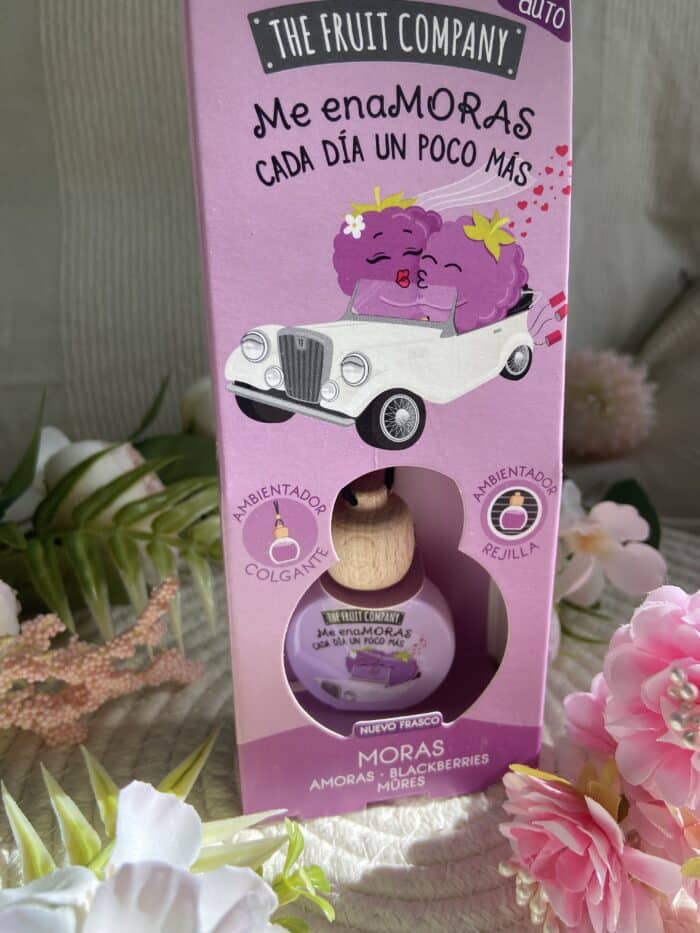 auto
THE FRUIT COMPANY
Me enaMORAS
CADA DÍA UN POCO MÁS
AMBIENTADOR
COLGANTE
AMBIENTADOR
REJILLA
THE FRUIT COMPANY
Me enaMORAS
CADA DÍA UN POCO MÁS
NUEVO FRASCO
MORAS
AMORAS · BLACKBERRIES
MÛRES